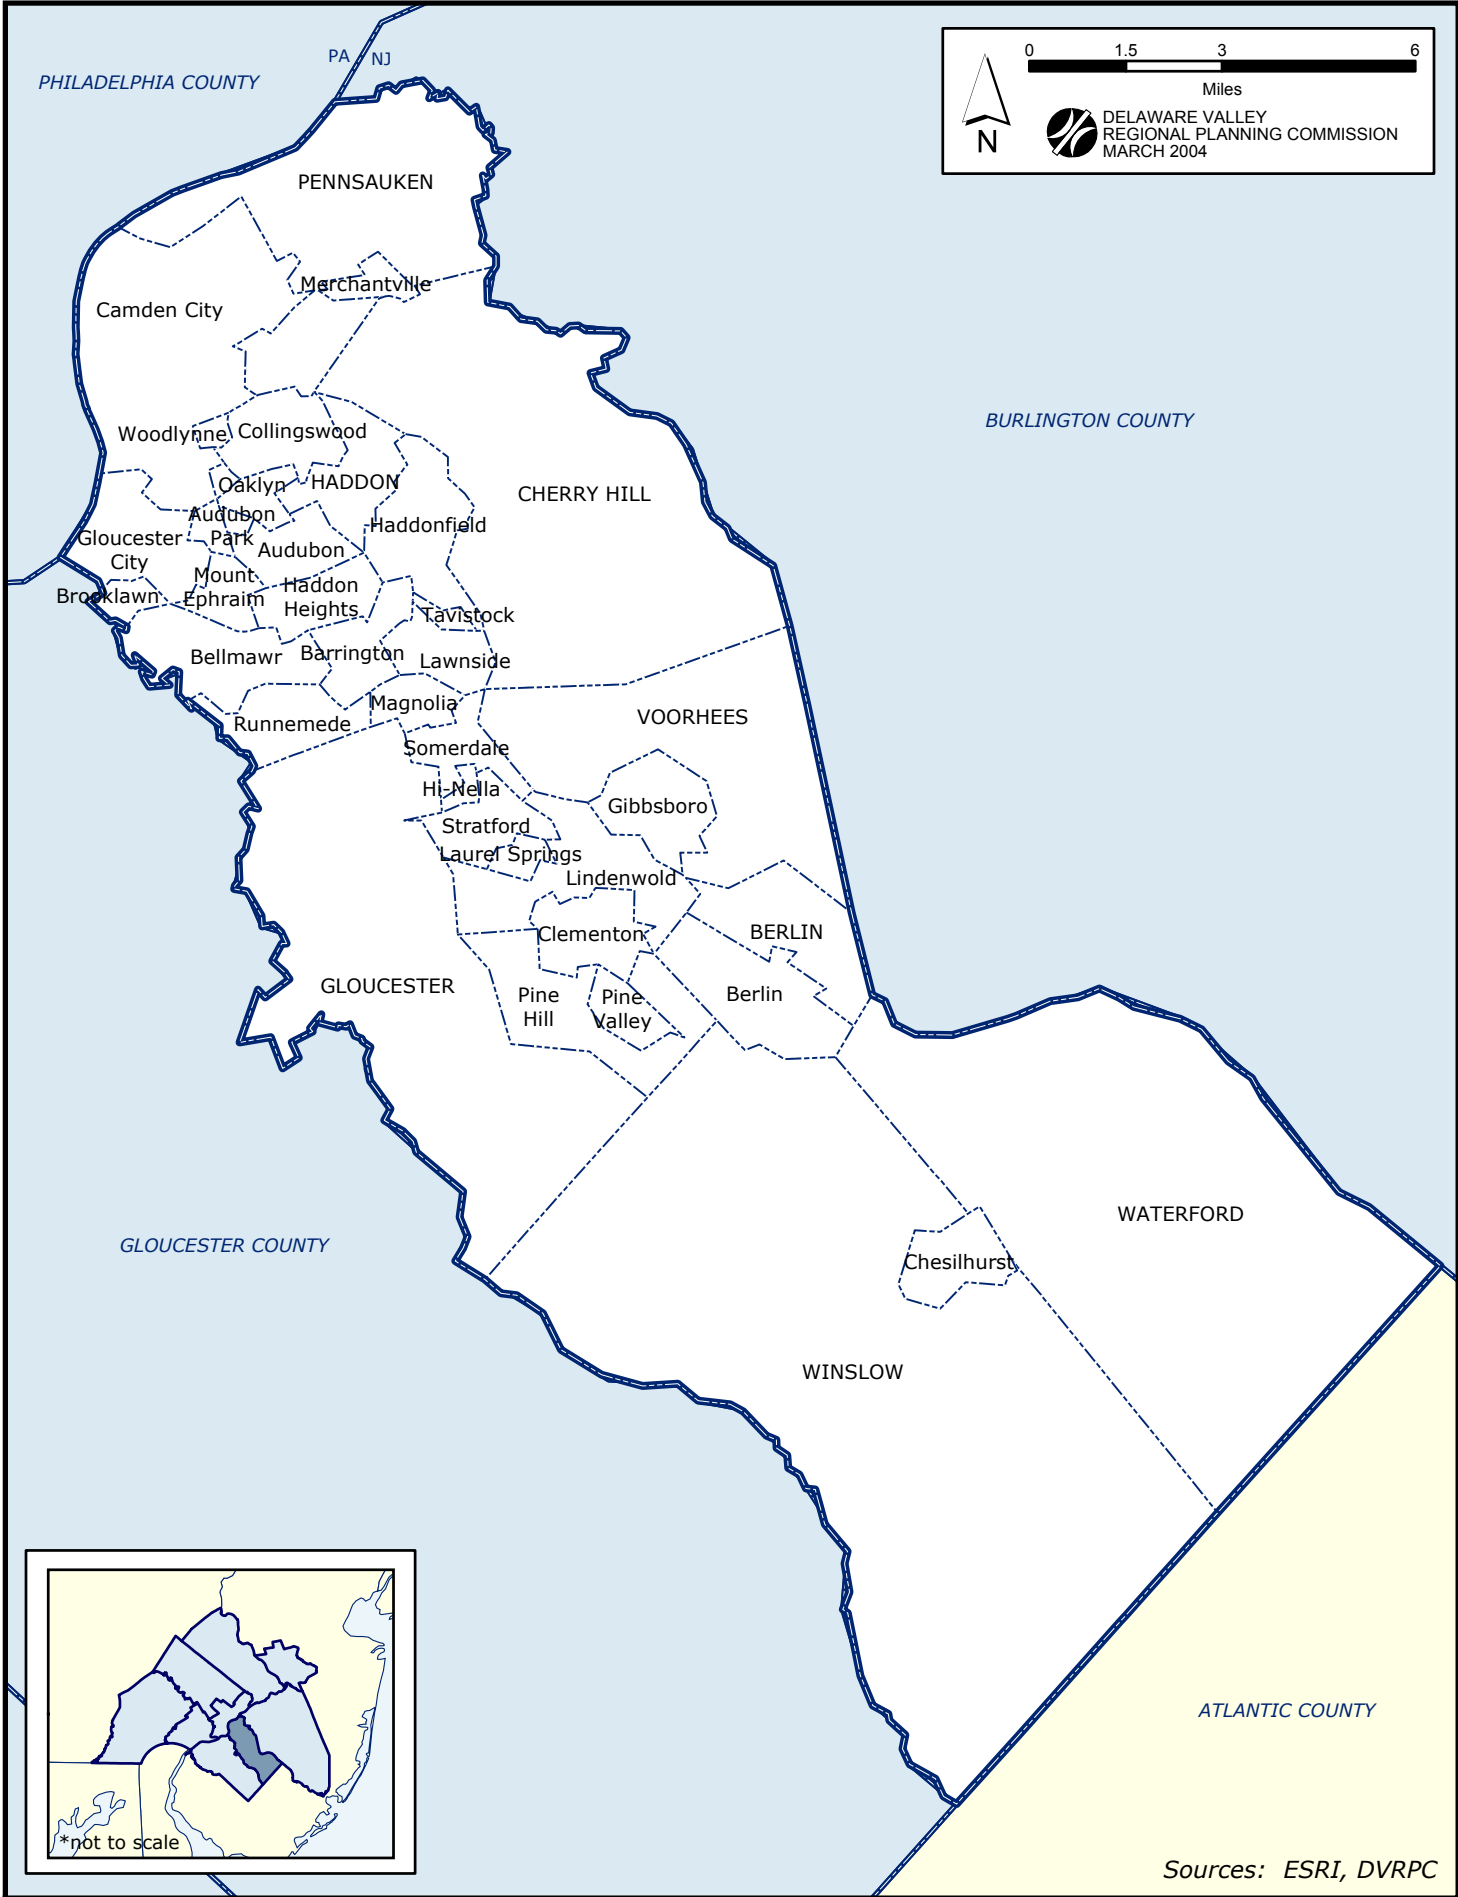 PA
NJ
PHILADELPHIA COUNTY
0 1.5 3 6
Miles
N
DELAWARE VALLEY
REGIONAL PLANNING COMMISSION
MARCH 2004
PENNSAUKEN
Merchantville
Camden City
BURLINGTON COUNTY
Woodlynne
Collingswood
Oaklyn
HADDON
CHERRY HILL
Audubon
Park
Haddonfield
Gloucester
City
Audubon
Mount
Ephraim
Haddon
Heights
Brooklawn
Tavistock
Bellmawr
Barrington
Lawnside
Magnolia
Runnemede
VOORHEES
Somerdale
Hi-Nella
Gibbsboro
Stratford
Laurel Springs
Lindenwold
Clementon
BERLIN
GLOUCESTER
Pine
Hill
Pine
Valley
Berlin
WATERFORD
GLOUCESTER COUNTY
Chesilhurst
WINSLOW
ATLANTIC COUNTY
*not to scale
Sources: ESRI, DVRPC